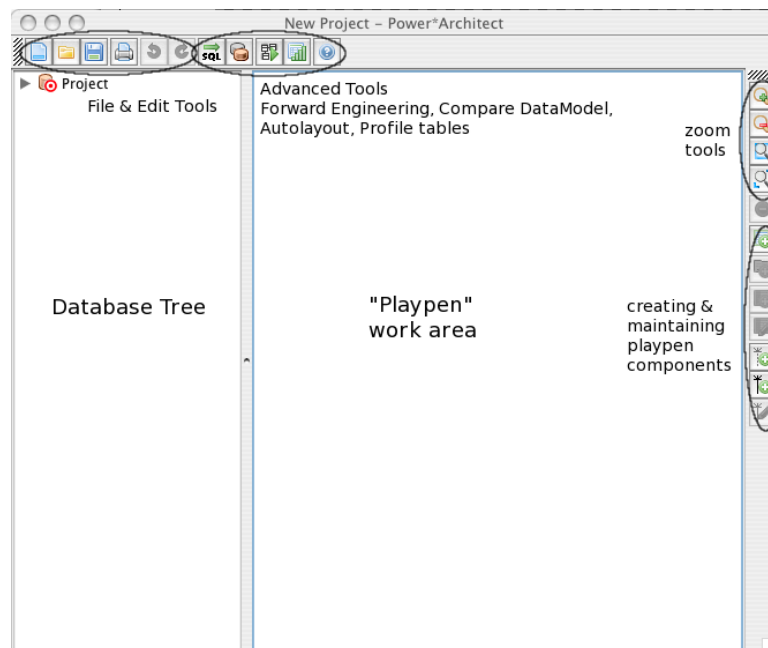 New Project – Power*Architect
SQL
Project
File & Edit Tools
Advanced Tools
Forward Engineering, Compare DataModel,
Autolayout, Profile tables
zoom
tools
Database Tree
"Playpen"
work area
creating &
maintaining
playpen
components